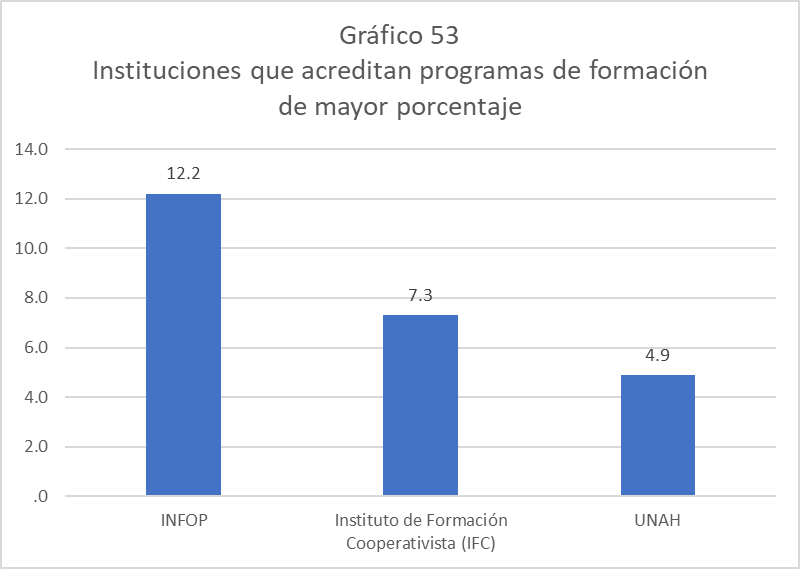 Gráfico 53
Instituciones que acreditan programas de formación
de mayor porcentaje
14.0
12.0
10.0
8.0
6.0
4.0
2.0
.0
12.2
7.3
4.9
INFOP
Instituto de Formación
Cooperativista (IFC)
UNAH